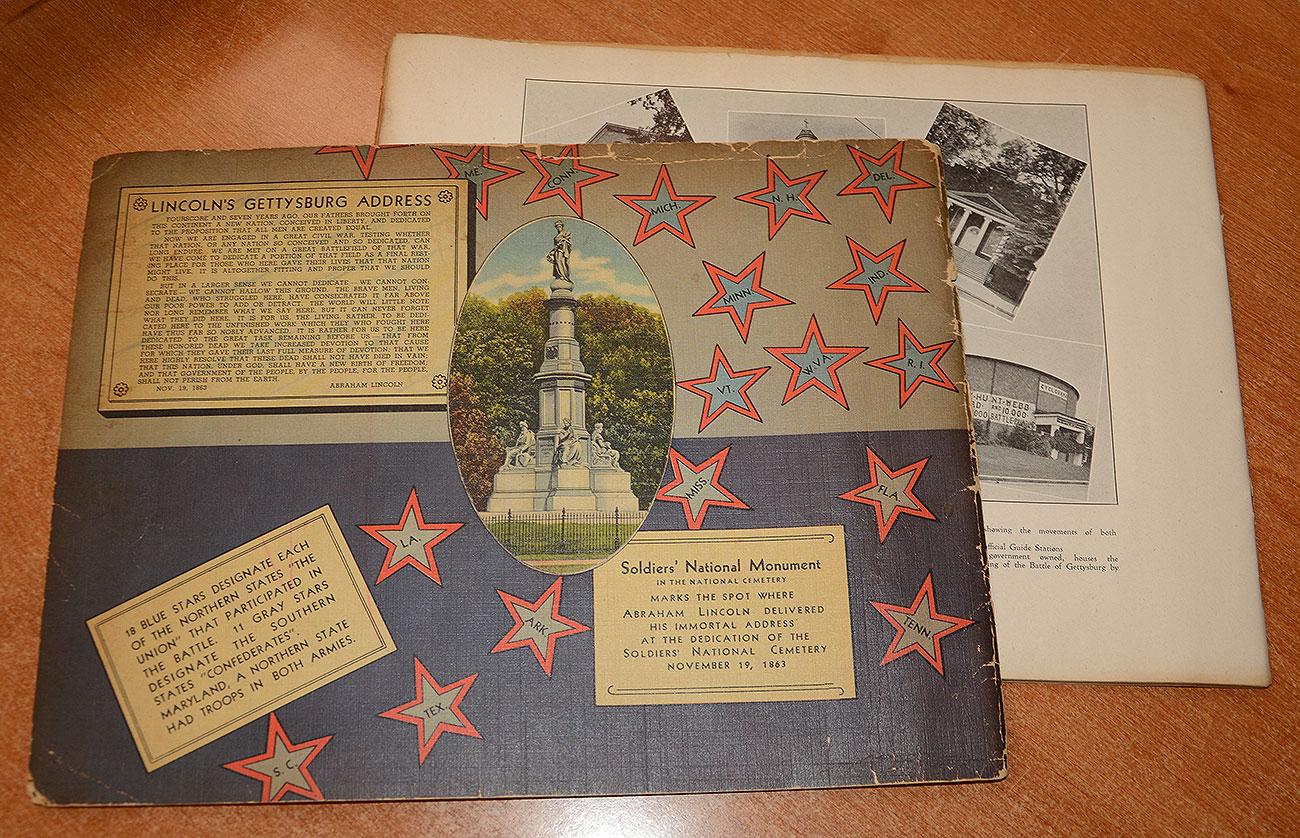 LINCOLN'S GETTYSBURG ADDRESS
FOURSCORE AND SEVEN YEARS AGO, OUR FATHERS BROUGHT FORTH ON
THIS CONTINENT A NEW NATION, CONCEIVED IN LIBERTY, AND DEDICATED
TO THE PROPOSITION THAT ALL MEN ARE CREATED EQUAL.
NOW WE ARE ENGAGED IN A GREAT CIVIL WAR, TESTING WHETHER
THAT NATION, OR ANY NATION SO CONCEIVED AND SO DEDICATED, CAN
LONG ENDURE. WE ARE MET ON A GREAT BATTLEFIELD OF THAT WAR.
WE HAVE COME TO DEDICATE A PORTION OF THAT FIELD AS A FINAL REST-
ING PLACE FOR THOSE WHO HERE GAVE THEIR LIVES THAT THAT NATION
MIGHT LIVE. IT IS ALTOGETHER FITTING AND PROPER THAT WE SHOULD
DO THIS.
BUT IN A LARGER SENSE WE CANNOT DEDICATE—WE CANNOT CON-
SECRATE—WE CANNOT HALLOW THIS GROUND. THE BRAVE MEN, LIVING
AND DEAD, WHO STRUGGLED HERE, HAVE CONSECRATED IT FAR ABOVE
OUR POOR POWER TO ADD OR DETRACT. THE WORLD WILL LITTLE NOTE
NOR LONG REMEMBER WHAT WE SAY HERE, BUT IT CAN NEVER FORGET
WHAT THEY DID HERE. IT IS FOR US, THE LIVING, RATHER, TO BE DEDI-
CATED HERE TO THE UNFINISHED WORK WHICH THEY WHO FOUGHT HERE
HAVE THUS FAR SO NOBLY ADVANCED. IT IS RATHER FOR US TO BE HERE
DEDICATED TO THE GREAT TASK REMAINING BEFORE US—THAT FROM
THESE HONORED DEAD WE TAKE INCREASED DEVOTION TO THAT CAUSE
FOR WHICH THEY GAVE THEIR LAST FULL MEASURE OF DEVOTION; THAT WE
HERE HIGHLY RESOLVE THAT THESE DEAD SHALL NOT HAVE DIED IN VAIN;
THAT THIS NATION, UNDER GOD, SHALL HAVE A NEW BIRTH OF FREEDOM;
AND THAT GOVERNMENT OF THE PEOPLE, BY THE PEOPLE, FOR THE PEOPLE,
SHALL NOT PERISH FROM THE EARTH.
NOV. 19, 1863 ABRAHAM LINCOLN
ME.
CONN.
MICH.
N. H.
DEL.
MINN.
IND.
VT.
W.VA.
R. I.
MISS.
FLA.
LA.
ARK.
TENN.
TEX.
S. C.
18 BLUE STARS DESIGNATE EACH
OF THE NORTHERN STATES "THE
UNION" THAT PARTICIPATED IN
THE BATTLE. 11 GRAY STARS
DESIGNATE THE SOUTHERN
STATES "CONFEDERATES".
MARYLAND, A NORTHERN STATE
HAD TROOPS IN BOTH ARMIES.
Soldiers' National Monument
IN THE NATIONAL CEMETERY
MARKS THE SPOT WHERE
ABRAHAM LINCOLN DELIVERED
HIS IMMORTAL ADDRESS
AT THE DEDICATION OF THE
SOLDIERS' NATIONAL CEMETERY
NOVEMBER 19, 1863
CYCLORAMA
HUNT-WEBB
AND 10,000
showing the movements of both
fficial Guide Stations
government owned, houses the
ing of the Battle of Gettysburg by